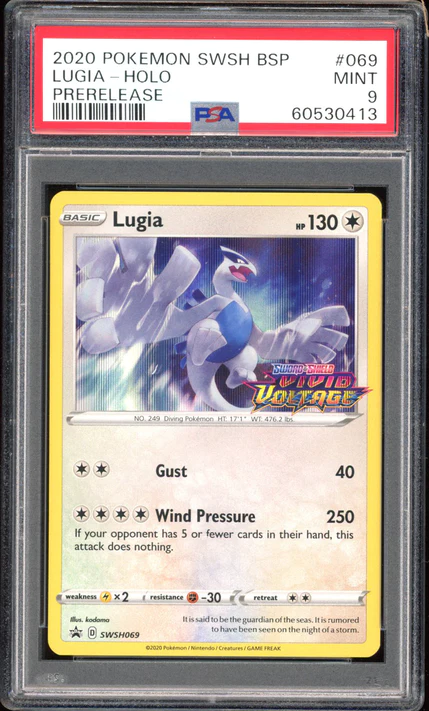 2020 POKEMON SWSH BSP #069
LUGIA – HOLO MINT
PRERELEASE 9
PSA 60530413
BASIC Lugia HP 130
SWORD & SHIELD
VIVID
VOLTAGE
NO. 249 Diving Pokémon HT: 17'1" WT: 476.2 lbs.
Gust 40
Wind Pressure 250
If your opponent has 5 or fewer cards in their hand, this
attack does nothing.
weakness ×2 resistance -30 retreat
Illus. kodama
It is said to be the guardian of the seas. It is rumored
to have been seen on the night of a storm.
D SWSH069
©2020 Pokémon / Nintendo / Creatures / GAME FREAK